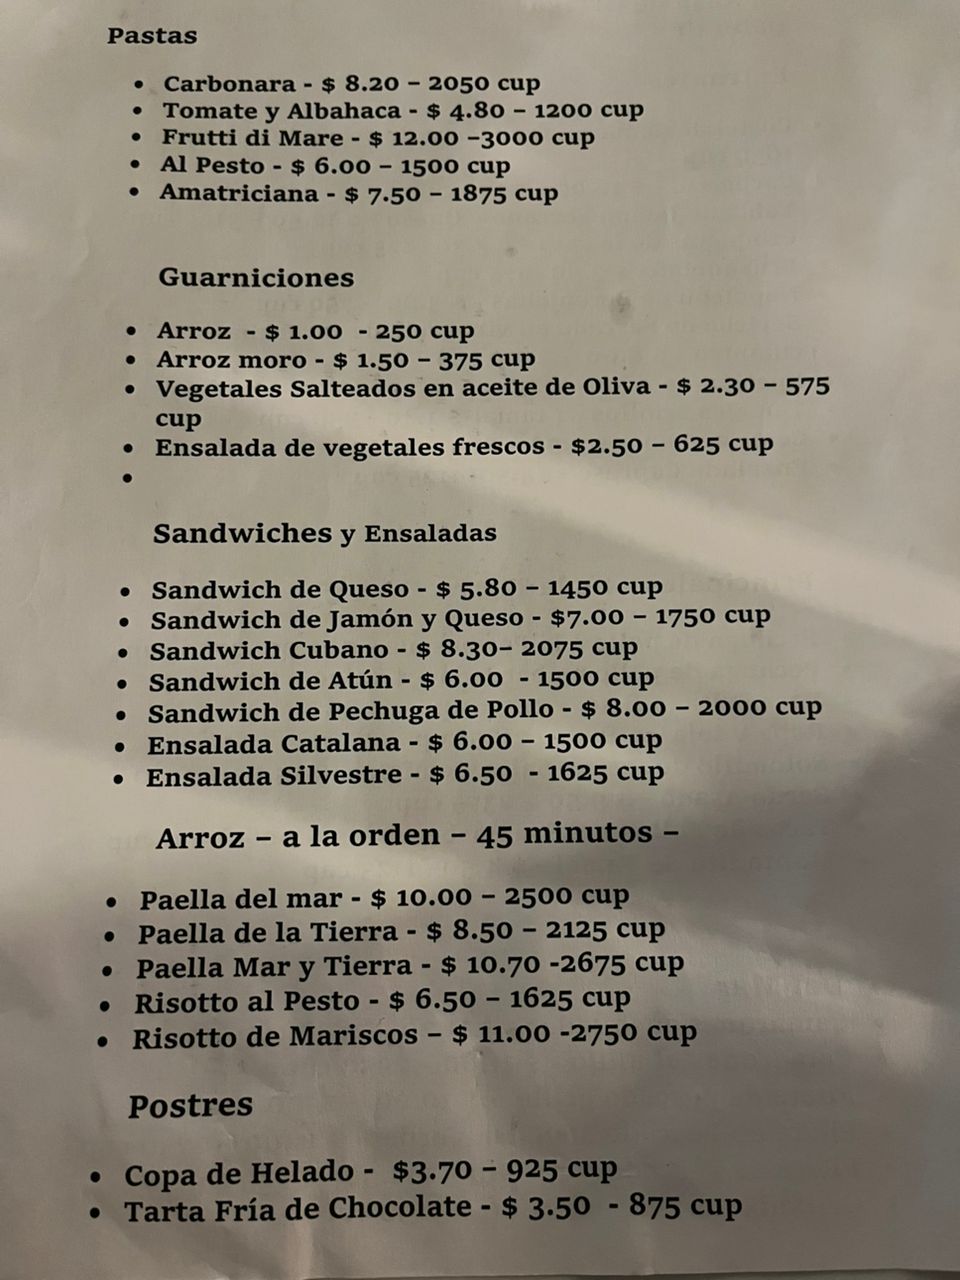 Pastas
• Carbonara - $ 8.20 – 2050 cup
• Tomate y Albahaca - $ 4.80 – 1200 cup
• Frutti di Mare - $ 12.00 –3000 cup
• Al Pesto - $ 6.00 – 1500 cup
• Amatriciana - $ 7.50 – 1875 cup
Guarniciones
• Arroz - $ 1.00 - 250 cup
• Arroz moro - $ 1.50 – 375 cup
• Vegetales Salteados en aceite de Oliva - $ 2.30 – 575
cup
• Ensalada de vegetales frescos - $2.50 – 625 cup
•
Sandwiches y Ensaladas
• Sandwich de Queso - $ 5.80 – 1450 cup
• Sandwich de Jamón y Queso - $7.00 – 1750 cup
• Sandwich Cubano - $ 8.30– 2075 cup
• Sandwich de Atún - $ 6.00 - 1500 cup
• Sandwich de Pechuga de Pollo - $ 8.00 – 2000 cup
• Ensalada Catalana - $ 6.00 – 1500 cup
• Ensalada Silvestre - $ 6.50 - 1625 cup
Arroz – a la orden – 45 minutos –
• Paella del mar - $ 10.00 – 2500 cup
• Paella de la Tierra - $ 8.50 – 2125 cup
• Paella Mar y Tierra - $ 10.70 -2675 cup
• Risotto al Pesto - $ 6.50 – 1625 cup
• Risotto de Mariscos – $ 11.00 -2750 cup
Postres
• Copa de Helado - $3.70 – 925 cup
• Tarta Fría de Chocolate - $ 3.50 - 875 cup